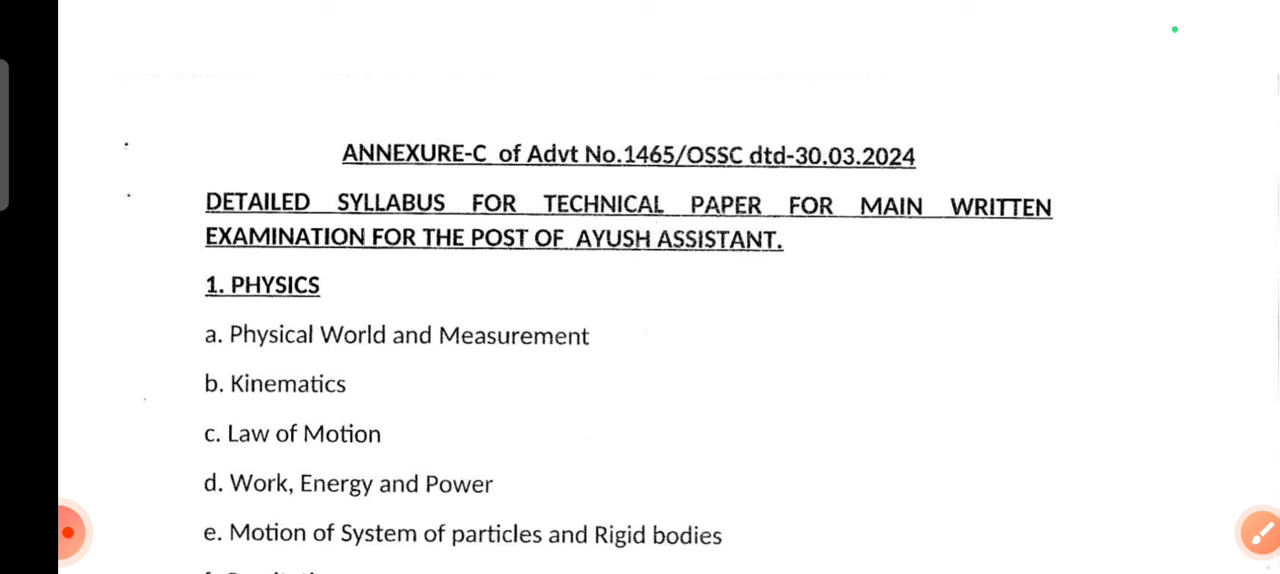 ANNEXURE-C of Advt No.1465/OSSC dtd-30.03.2024
DETAILED SYLLABUS FOR TECHNICAL PAPER FOR MAIN WRITTEN
EXAMINATION FOR THE POST OF AYUSH ASSISTANT.
1. PHYSICS
a. Physical World and Measurement
b. Kinematics
c. Law of Motion
d. Work, Energy and Power
e. Motion of System of particles and Rigid bodies